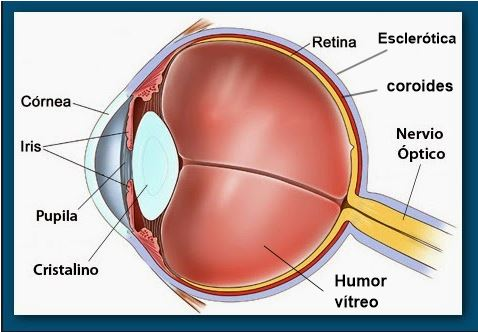 Retina
Esclerótica
coroides
Córnea
Nervio
Óptico
Iris
Pupila
Cristalino
Humor
vítreo